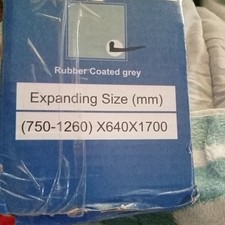 Rubber Coated grey
Expanding Size (mm)
(750-1260) X640X1700